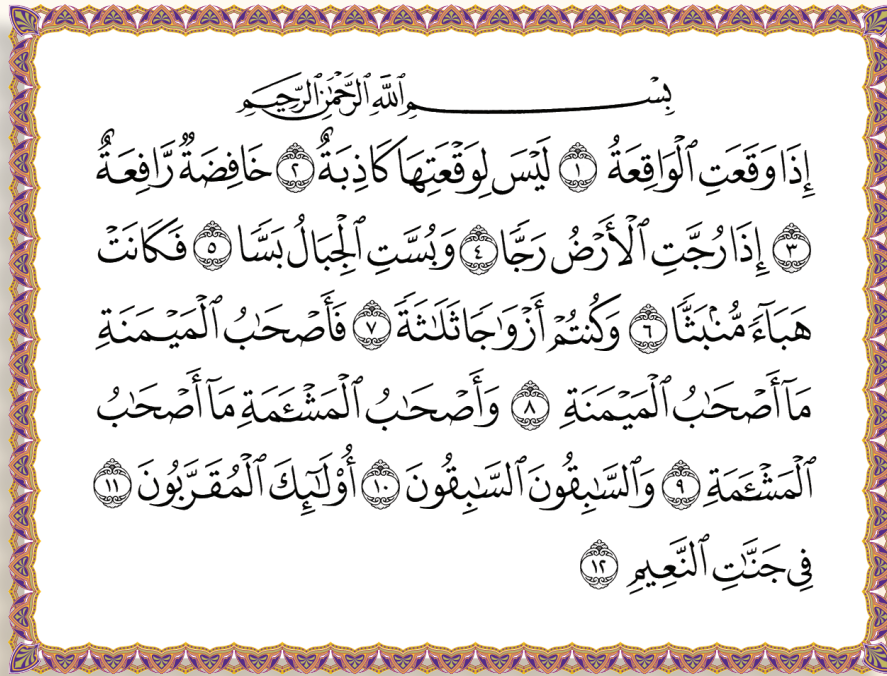 بِسْمِ ٱللَّهِ ٱلرَّحْمَٰنِ ٱلرَّحِيمِ
إِذَا وَقَعَتِ ٱلْوَاقِعَةُ ١ لَيْسَ لِوَقْعَتِهَا كَاذِبَةٌ ٢ خَافِضَةٌ رَّافِعَةٌ
٣ إِذَا رُجَّتِ ٱلْأَرْضُ رَجًّا ٤ وَبُسَّتِ ٱلْجِبَالُ بَسًّا ٥ فَكَانَتْ
هَبَآءً مُّنۢبَثًّا ٦ وَكُنتُمْ أَزْوَٰجًا ثَلَٰثَةً ٧ فَأَصْحَٰبُ ٱلْمَيْمَنَةِ
مَآ أَصْحَٰبُ ٱلْمَيْمَنَةِ ٨ وَأَصْحَٰبُ ٱلْمَشْـَٔمَةِ مَآ أَصْحَٰبُ
ٱلْمَشْـَٔمَةِ ٩ وَٱلسَّٰبِقُونَ ٱلسَّٰبِقُونَ ١٠ أُو۟لَٰٓئِكَ ٱلْمُقَرَّبُونَ ١١
فِى جَنَّٰتِ ٱلنَّعِيمِ ١٢